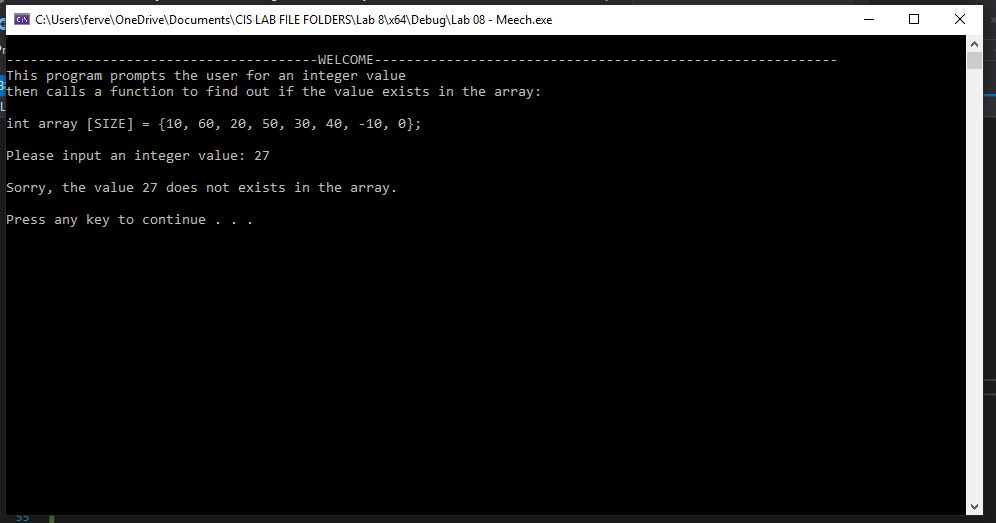 C:\Users\ferve\OneDrive\Documents\CIS LAB FILE FOLDERS\Lab 8\x64\Debug\Lab 08 - Meech.exe
---------------------------------------WELCOME----------------------------------------------------------
This program prompts the user for an integer value
then calls a function to find out if the value exists in the array:
int array [SIZE] = {10, 60, 20, 50, 30, 40, -10, 0};
Please input an integer value: 27
Sorry, the value 27 does not exists in the array.
Press any key to continue . . .
55